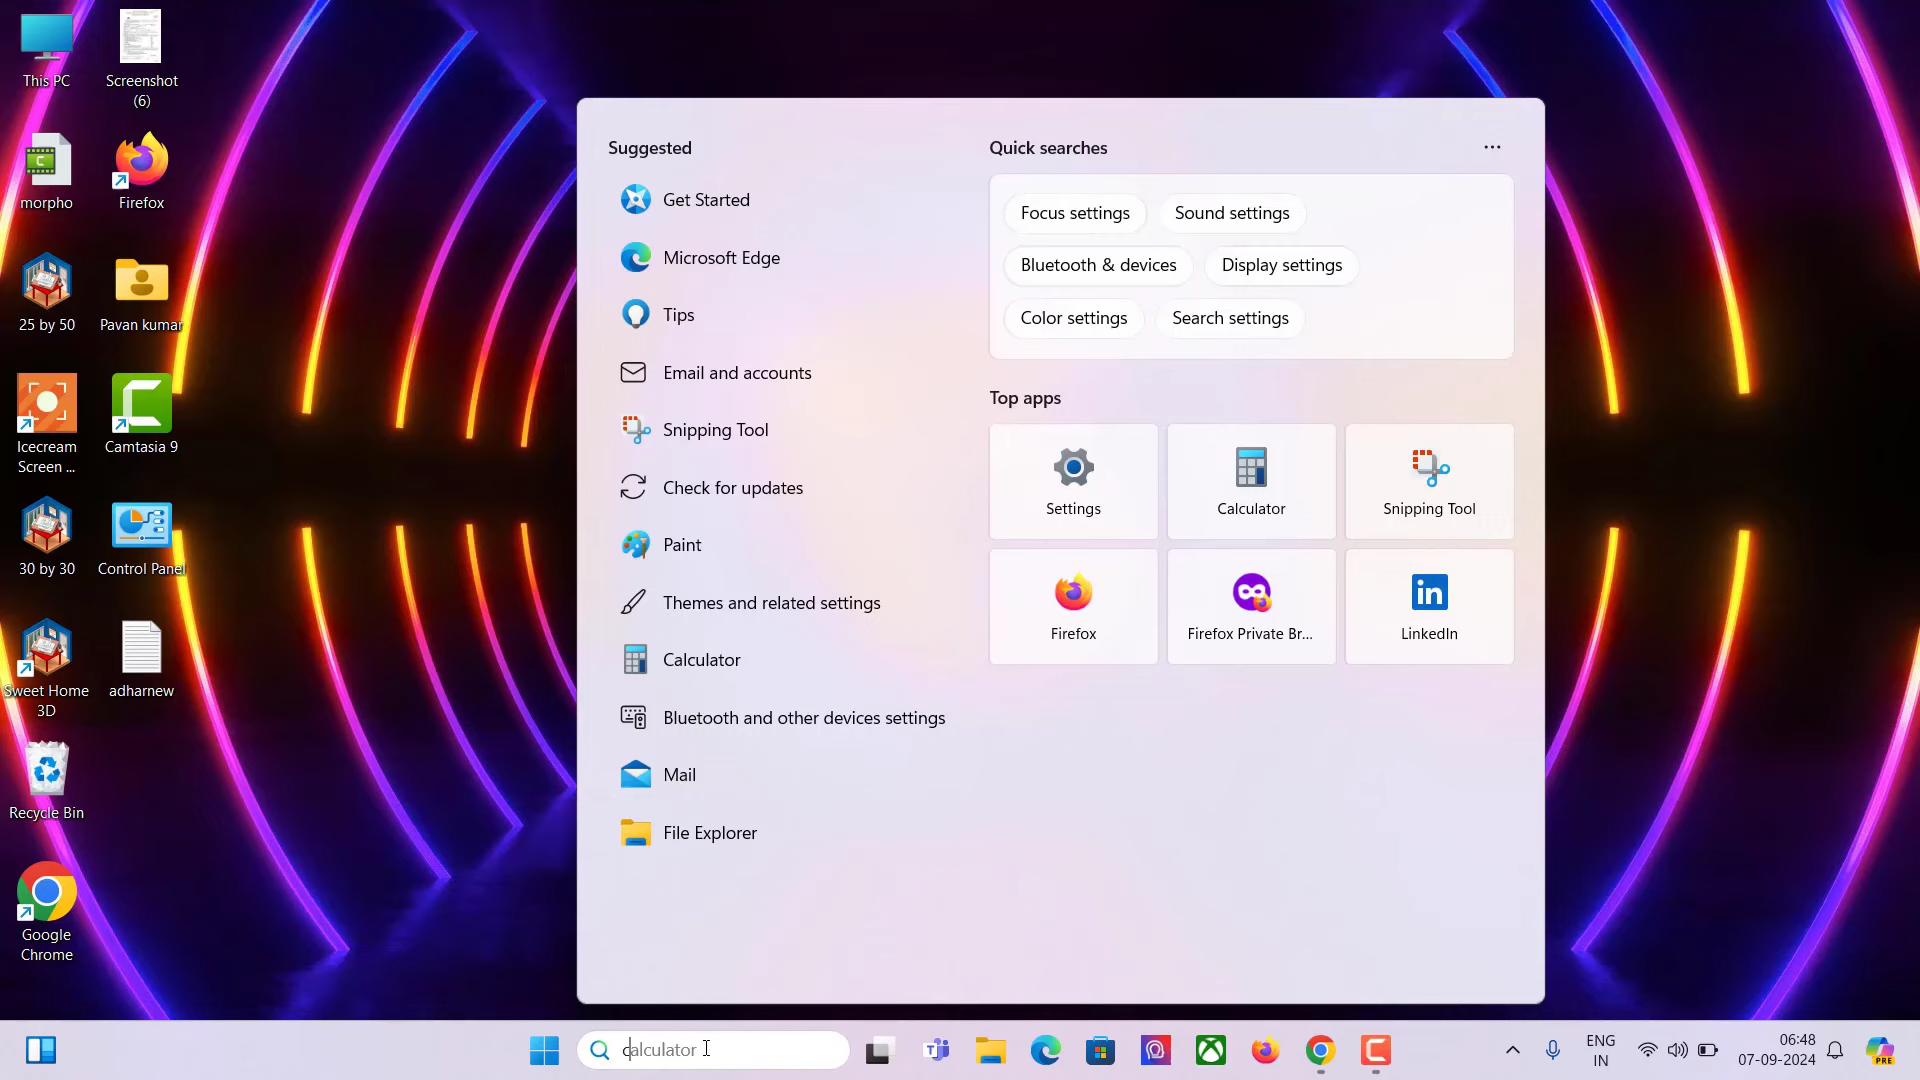 This PC
Screenshot
(6)
morpho
Firefox
25 by 50
Pavan kumar
Icecream
Screen ...
Camtasia 9
30 by 30
Control Panel
Sweet Home
3D
adharnew
Recycle Bin
Google
Chrome
Suggested
Get Started
Microsoft Edge
Tips
Email and accounts
Snipping Tool
Check for updates
Paint
Themes and related settings
Calculator
Bluetooth and other devices settings
Mail
File Explorer
Quick searches
Focus settings
Sound settings
Bluetooth & devices
Display settings
Color settings
Search settings
Top apps
Settings
Calculator
Snipping Tool
Firefox
Firefox Private Br...
LinkedIn
calculator
ENG
IN
06:48
07-09-2024
PRE